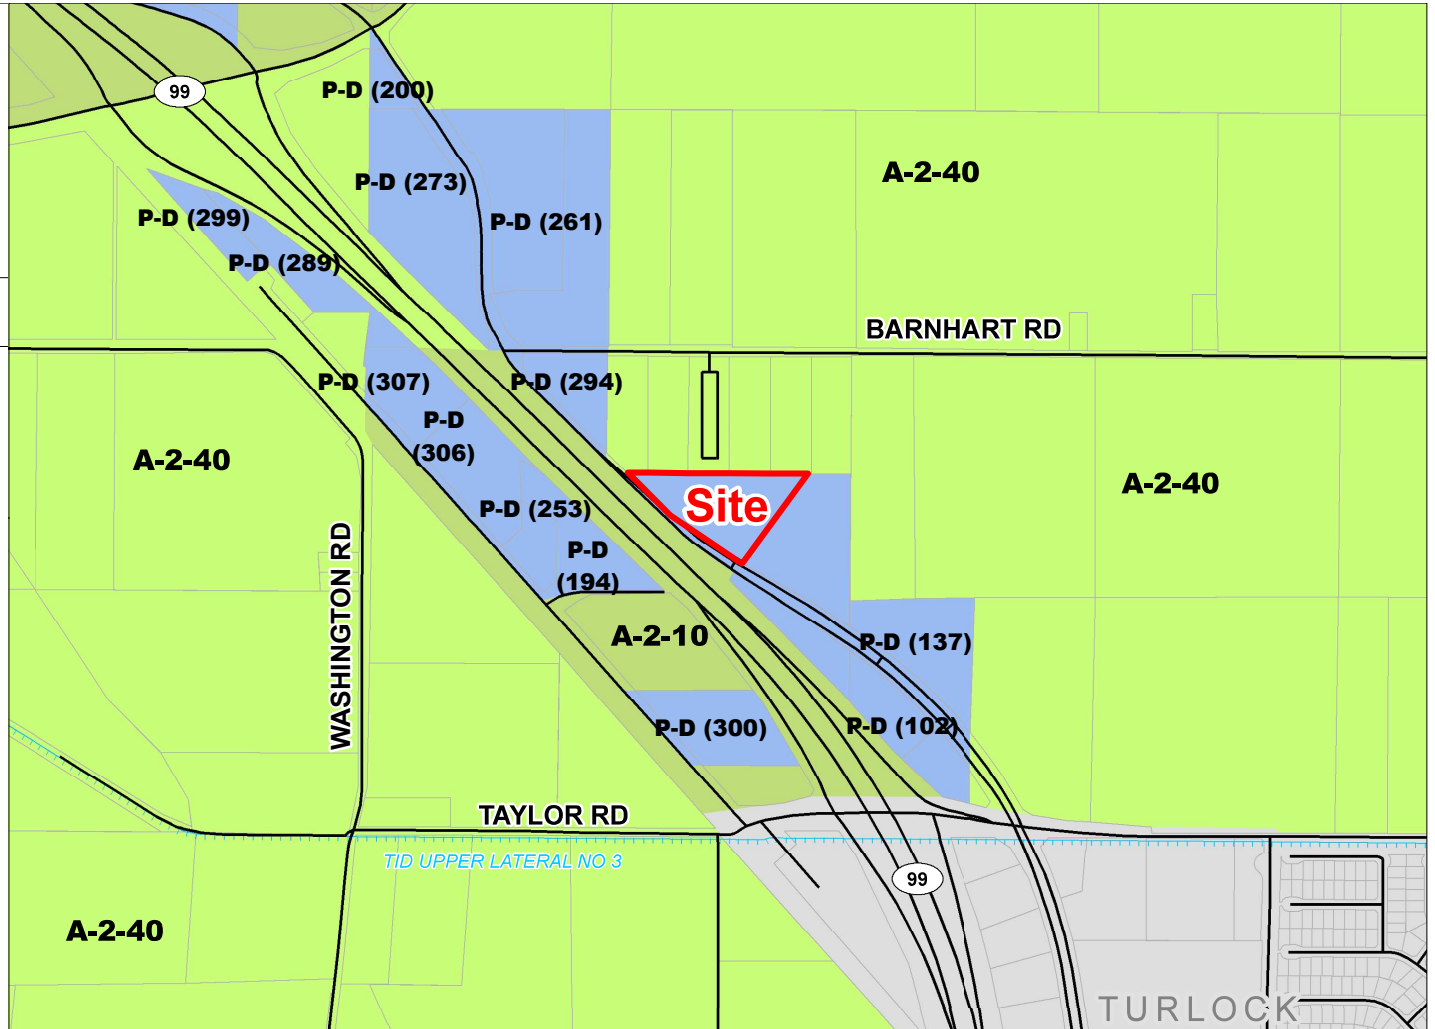 99
P-D (200)
A-2-40
P-D (273)
P-D (299)
P-D (261)
P-D (289)
BARNHART RD
P-D (307)
P-D (294)
P-D
(306)
A-2-40
A-2-40
Site
P-D (253)
P-D
(194)
WASHINGTON RD
A-2-10
P-D (137)
P-D (300)
P-D (102)
TAYLOR RD
TID UPPER LATERAL NO 3
99
A-2-40
TURLOCK